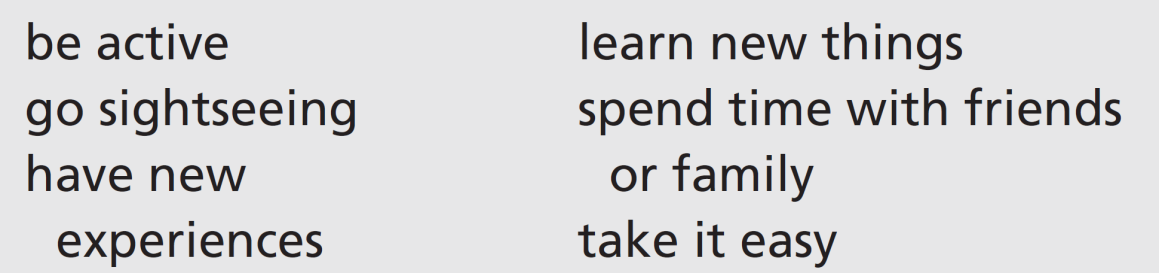 be active
go sightseeing
have new
experiences
learn new things
spend time with friends
or family
take it easy